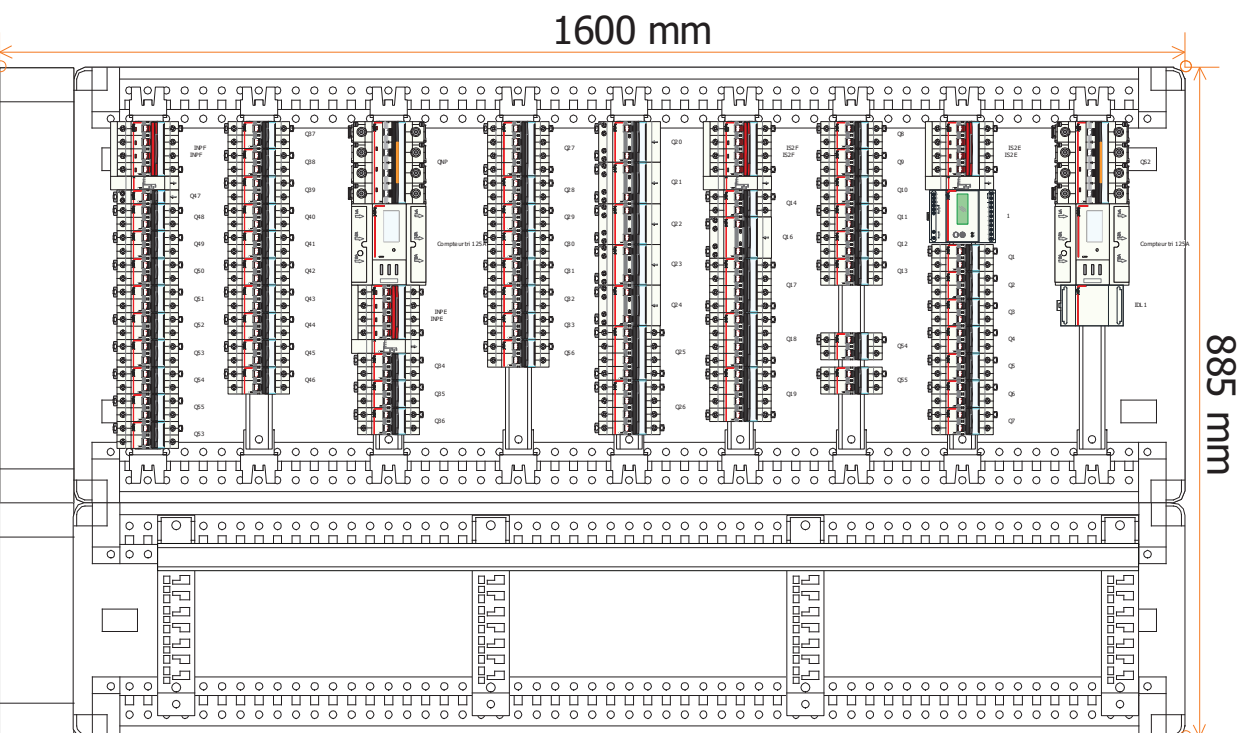 1600 mm
INPF
INPF
Q47
Q48
Q49
Q50
Q51
Q52
Q53
Q54
Q55
Q53
Q37
Q38
Q39
Q40
Q41
Q42
Q43
Q44
Q45
Q46
QNP
Compteur tri 125A
INPE
INPE
Q34
Q35
Q36
Q27
Q28
Q29
Q30
Q31
Q32
Q33
Q56
Q20
Q21
Q22
Q23
Q24
Q25
Q26
IS2F
IS2F
Q14
Q16
Q17
Q18
Q19
Q8
Q9
Q10
Q11
Q12
Q13
Q54
Q55
IS2E
IS2E
1
Q1
Q2
Q3
Q4
Q5
Q6
Q7
QS2
Compteur tri 125A
IDL1
885 mm